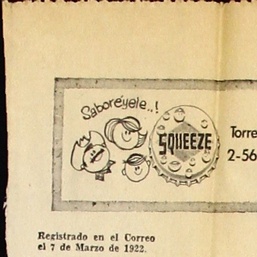 Saboréyele..!
SQUEEZE
Torre
2-56
Registrado en el Correo
el 7 de Marzo de 1922.